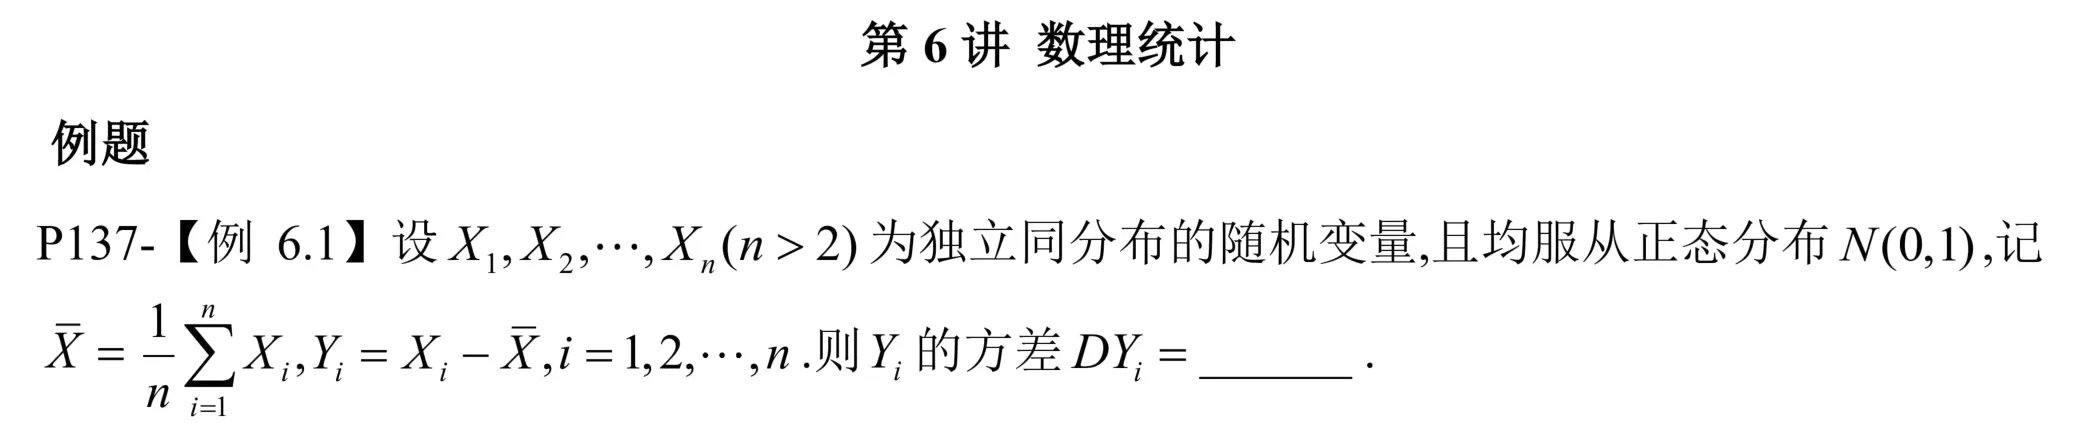 第 6 讲 数理统计
例题
P137-【例 6.1】设 $X_1, X_2, \cdots, X_n (n > 2)$ 为独立同分布的随机变量,且均服从正态分布 $N(0,1)$,记
$\overline{X} = \frac{1}{n}\sum_{i=1}^{n} X_i, Y_i = X_i - \overline{X}, i = 1, 2, \cdots, n$ .则 $Y_i$ 的方差 $DY_i =$ ______ .